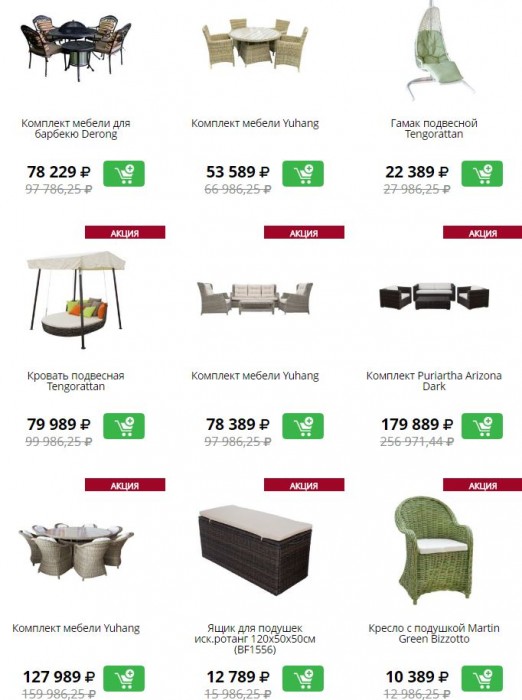 Комплект мебели для
барбекю Derong
78 229 ₽
97 786,25 ₽
Комплект мебели Yuhang
53 589 ₽
66 986,25 ₽
Гамак подвесной
Tengorattan
22 389 ₽
27 986,25 ₽
АКЦИЯ
Кровать подвесная
Tengorattan
79 989 ₽
99 986,25 ₽
АКЦИЯ
Комплект мебели Yuhang
78 389 ₽
97 986,25 ₽
АКЦИЯ
Комплект Puriartha Arizona
Dark
179 889 ₽
256 971,44 ₽
АКЦИЯ
Комплект мебели Yuhang
127 989 ₽
159 986,25 ₽
АКЦИЯ
Ящик для подушек
иск.ротанг 120x50x50см
(BF1556)
12 789 ₽
15 986,25 ₽
АКЦИЯ
Кресло с подушкой Martin
Green Bizzotto
10 389 ₽
12 986,25 ₽